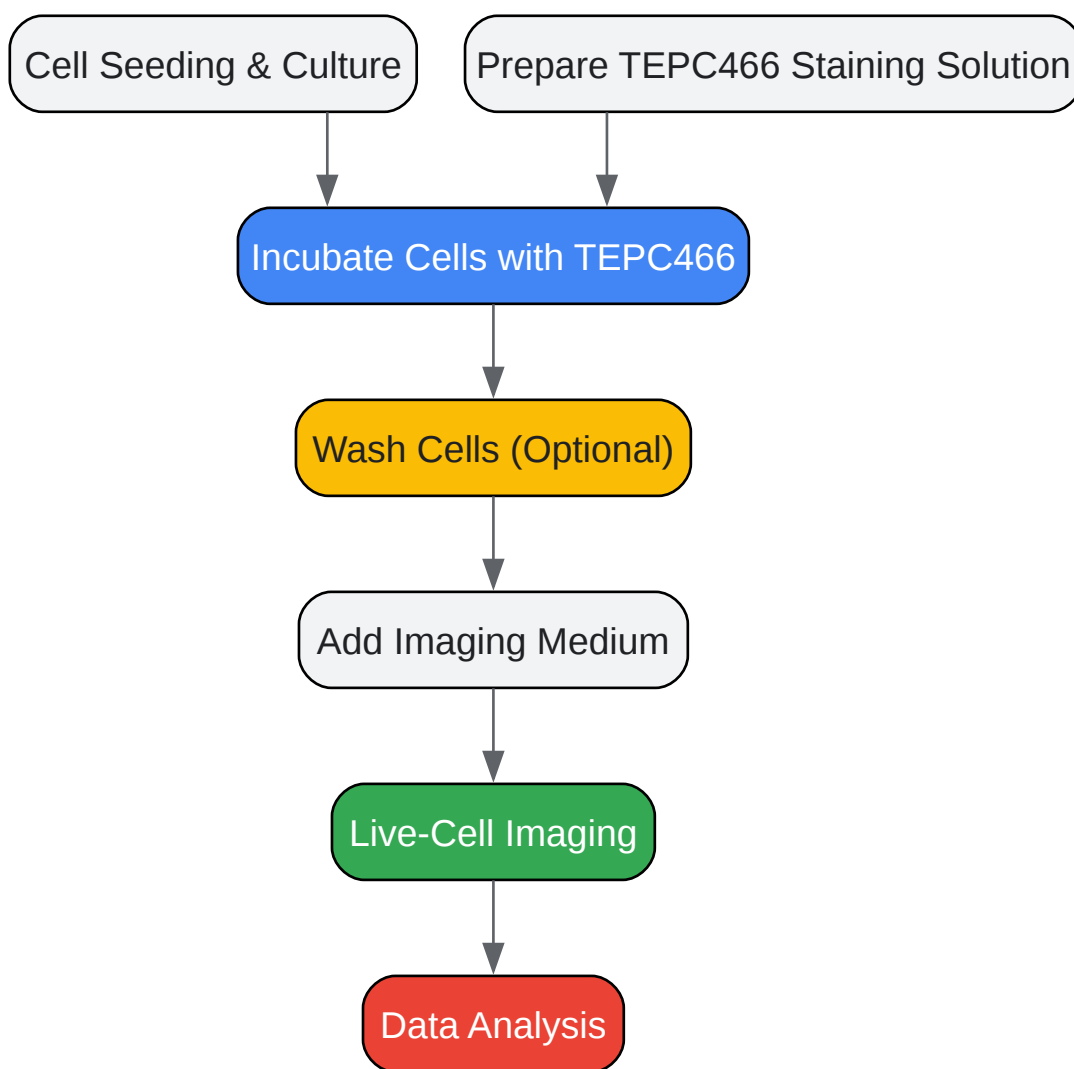 Cell Seeding & Culture
Prepare TEPC466 Staining Solution
Incubate Cells with TEPC466
Wash Cells (Optional)
Add Imaging Medium
Live-Cell Imaging
Data Analysis